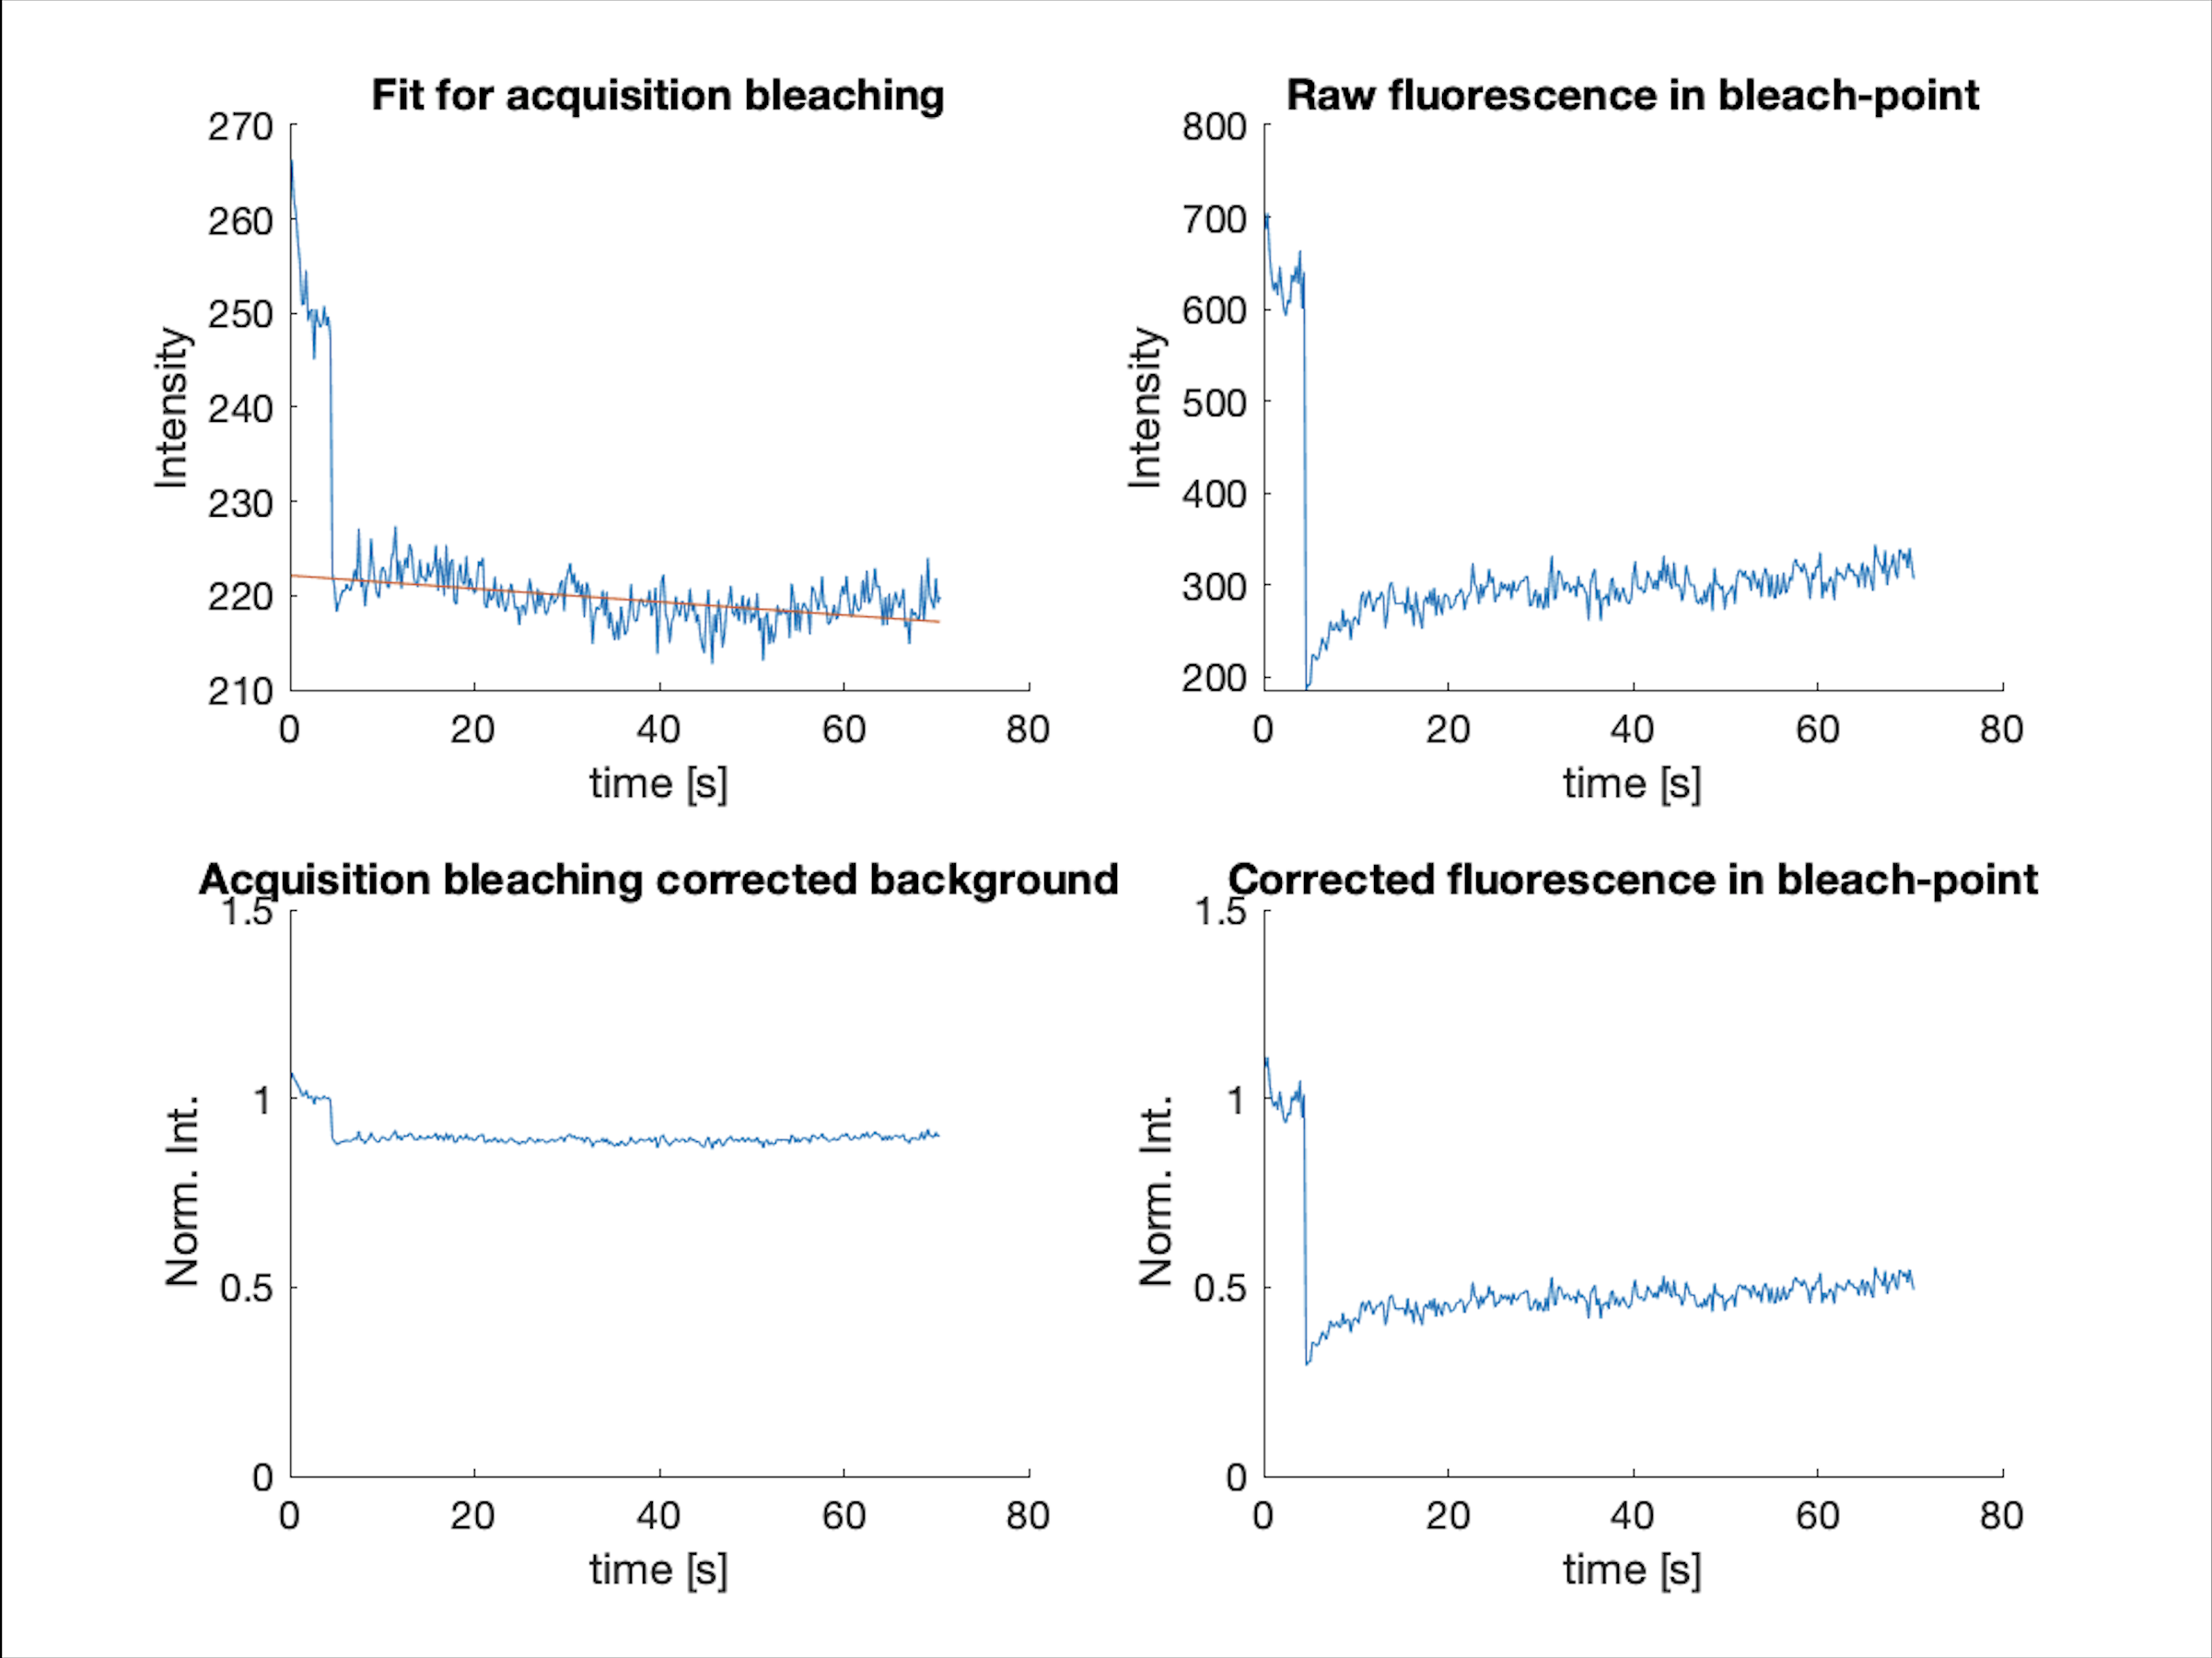 Fit for acquisition bleaching
270
260
250
240
230
220
210
Intensity
0 20 40 60 80
time [s]
Raw fluorescence in bleach-point
800
700
600
500
400
300
200
Intensity
0 20 40 60 80
time [s]
Acquisition bleaching corrected background
1.5
1
0.5
0
Norm. Int.
0 20 40 60 80
time [s]
Corrected fluorescence in bleach-point
1.5
1
0.5
0
Norm. Int.
0 20 40 60 80
time [s]